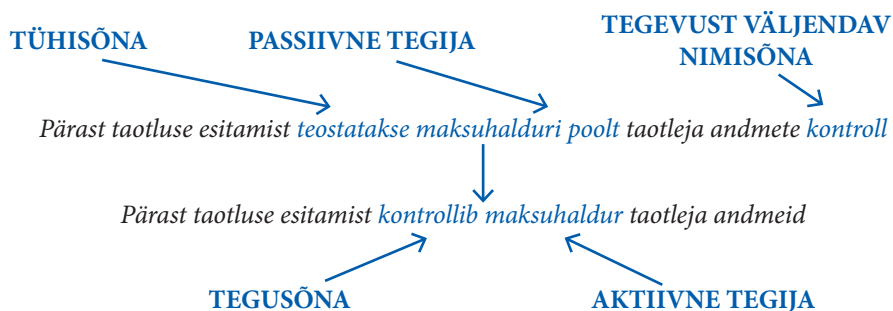 TEGEVUST VÄLJENDAV
TÜHISÕNA PASSIIVNE TEGIJA NIMISÕNA
Pärast taotluse esitamist teostatakse maksuhalduri poolt taotleja andmete kontroll
Pärast taotluse esitamist kontrollib maksuhaldur taotleja andmeid
TEGUSÕNA AKTIIVNE TEGIJA